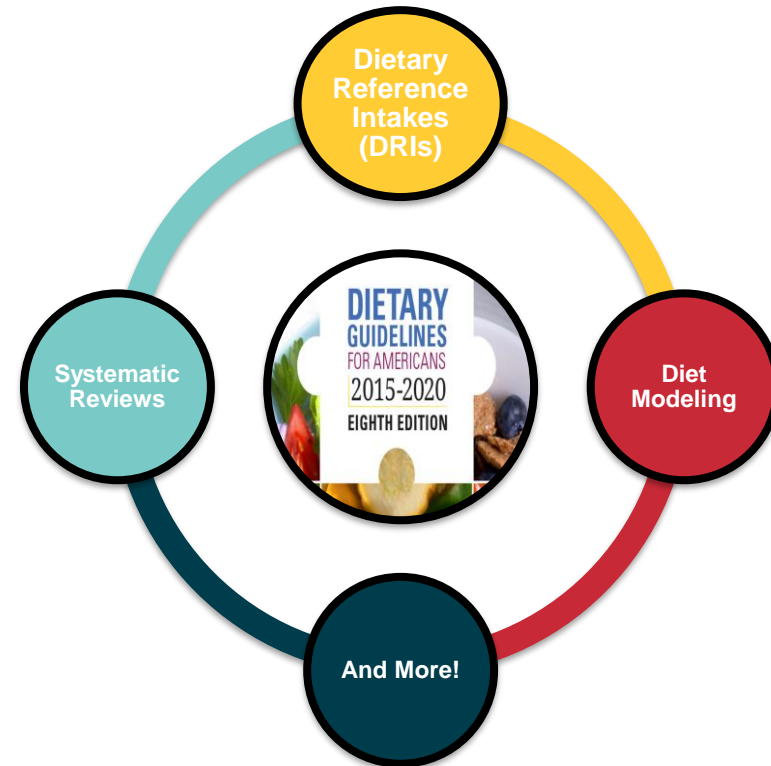 Dietary
Reference
Intakes
(DRIs)
Systematic
Reviews
DIETARY
GUIDELINES
FOR AMERICANS
2015-2020
EIGHTH EDITION
Diet
Modeling
And More!